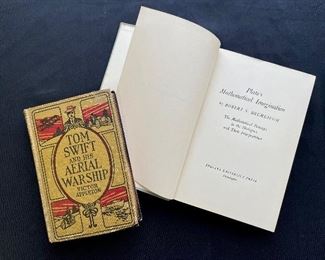 TOM
SWIFT
AND HIS
AERIAL
WARSHIP
VICTOR
APPLETON
Plato's
Mathematical Imagination
by ROBERT S. BRUMBAUGH
The Mathematical Passages
in the Dialogues
and Their Interpretation
INDIANA UNIVERSITY PRESS
Bloomington